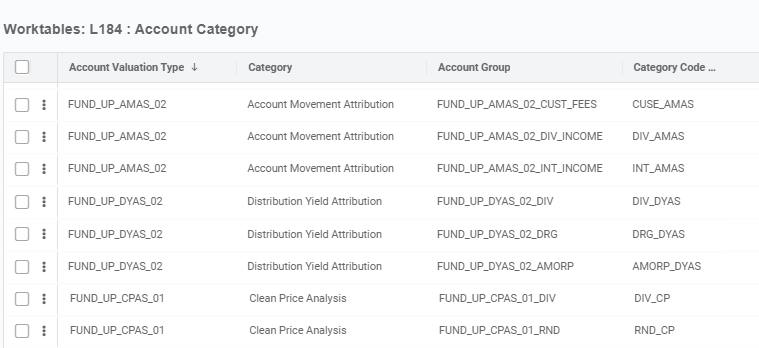 Worktables: L184 : Account Category
Account Valuation Type ↓ Category Account Group Category Code ...
FUND_UP_AMAS_02 Account Movement Attribution FUND_UP_AMAS_02_CUST_FEES CUSE_AMAS
FUND_UP_AMAS_02 Account Movement Attribution FUND_UP_AMAS_02_DIV_INCOME DIV_AMAS
FUND_UP_AMAS_02 Account Movement Attribution FUND_UP_AMAS_02_INT_INCOME INT_AMAS
FUND_UP_DYAS_02 Distribution Yield Attribution FUND_UP_DYAS_02_DIV DIV_DYAS
FUND_UP_DYAS_02 Distribution Yield Attribution FUND_UP_DYAS_02_DRG DRG_DYAS
FUND_UP_DYAS_02 Distribution Yield Attribution FUND_UP_DYAS_02_AMORP AMORP_DYAS
FUND_UP_CPAS_01 Clean Price Analysis FUND_UP_CPAS_01_DIV DIV_CP
FUND_UP_CPAS_01 Clean Price Analysis FUND_UP_CPAS_01_RND RND_CP